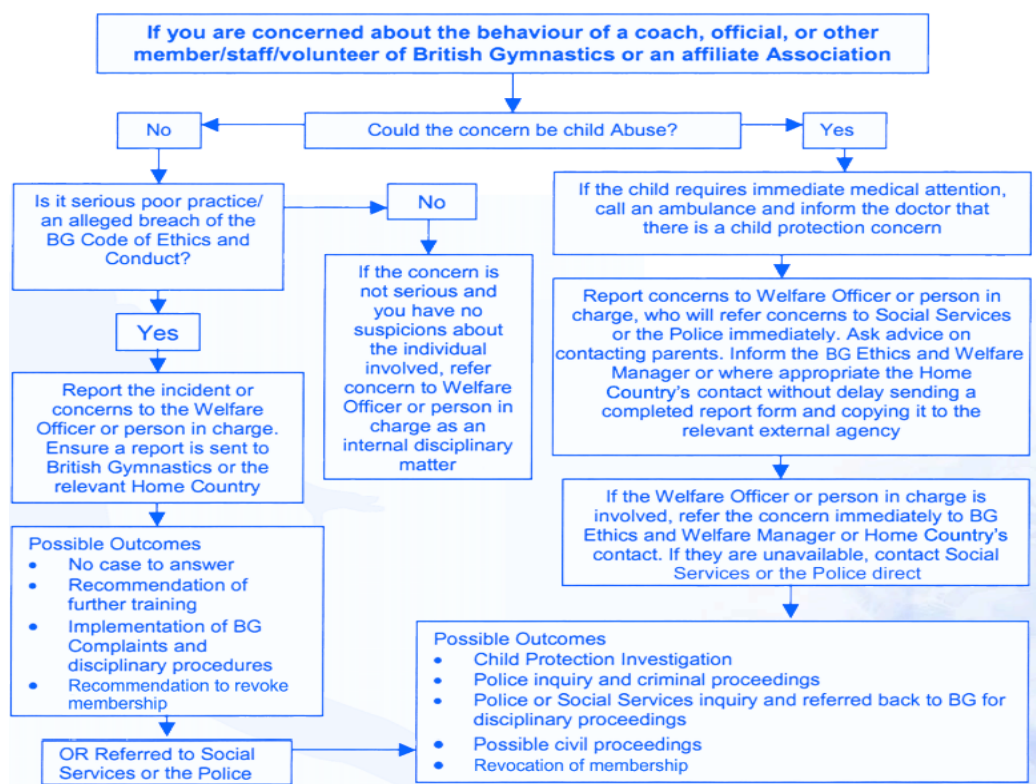 If you are concerned about the behaviour of a coach, official, or other
member/staff/volunteer of British Gymnastics or an affiliate Association
No
Could the concern be child Abuse?
Yes
Is it serious poor practice/
an alleged breach of the
BG Code of Ethics and
Conduct?
No
If the concern is
not serious and
you have no
suspicions about
the individual
involved, refer
concern to Welfare
Officer or person in
charge as an
internal disciplinary
matter
Yes
Report the incident or
concerns to the Welfare
Officer or person in charge.
Ensure a report is sent to
British Gymnastics or the
relevant Home Country
Possible Outcomes
• No case to answer
• Recommendation of
further training
• Implementation of BG
Complaints and
disciplinary procedures
• Recommendation to revoke
membership
OR Referred to Social
Services or the Police
If the child requires immediate medical attention,
call an ambulance and inform the doctor that
there is a child protection concern
Report concerns to Welfare Officer or person in
charge, who will refer concerns to Social Services
or the Police immediately. Ask advice on
contacting parents. Inform the BG Ethics and Welfare
Manager or where appropriate the Home
Country's contact without delay sending a
completed report form and copying it to the
relevant external agency
If the Welfare Officer or person in charge is
involved, refer the concern immediately to BG
Ethics and Welfare Manager or Home Country's
contact. If they are unavailable, contact Social
Services or the Police direct
Possible Outcomes
• Child Protection Investigation
• Police inquiry and criminal proceedings
• Police or Social Services inquiry and referred back to BG for
disciplinary proceedings
• Possible civil proceedings
• Revocation of membership